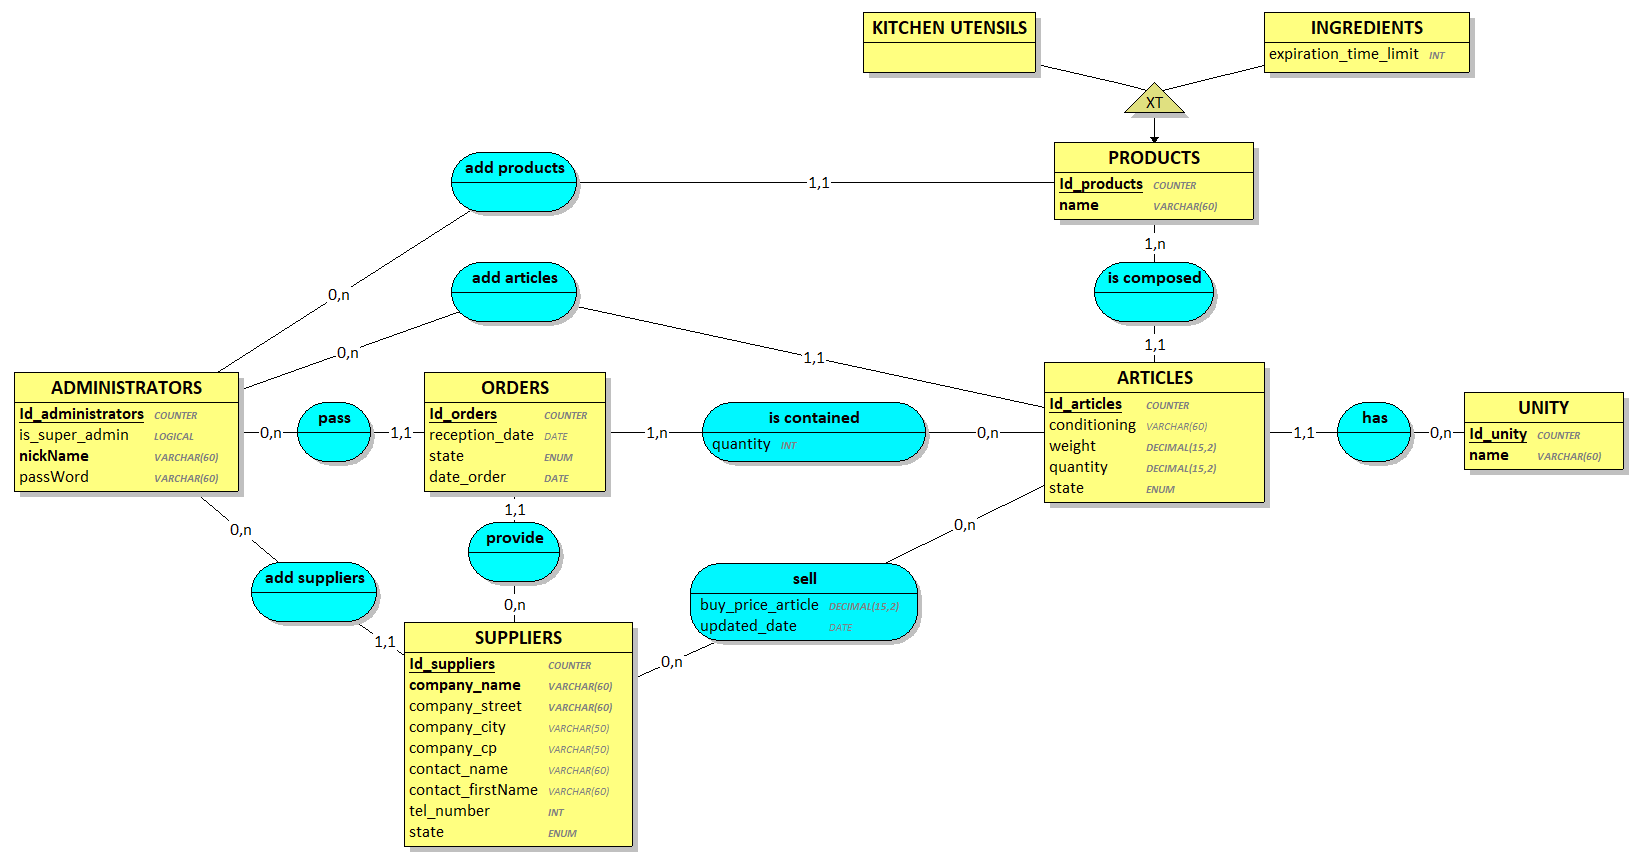 KITCHEN UTENSILS
INGREDIENTS
expiration_time_limit INT
XT
PRODUCTS
Id_products COUNTER
name VARCHAR(60)
add products
1,1
0,n
1,n
is composed
1,1
add articles
0,n
1,1
ADMINISTRATORS
Id_administrators COUNTER
is_super_admin LOGICAL
nickName VARCHAR(60)
passWord VARCHAR(60)
0,n
pass
1,1
ORDERS
Id_orders COUNTER
reception_date DATE
state ENUM
date_order DATE
1,n
is contained
quantity INT
0,n
ARTICLES
Id_articles COUNTER
conditioning VARCHAR(60)
weight DECIMAL(15,2)
quantity DECIMAL(15,2)
state ENUM
1,1
has
0,n
UNITY
Id_unity COUNTER
name VARCHAR(60)
0,n
add suppliers
1,1
1,1
provide
0,n
0,n
sell
buy_price_article DECIMAL(15,2)
updated_date DATE
0,n
SUPPLIERS
Id_suppliers COUNTER
company_name VARCHAR(60)
company_street VARCHAR(60)
company_city VARCHAR(50)
company_cp VARCHAR(50)
contact_name VARCHAR(60)
contact_firstName VARCHAR(60)
tel_number INT
state ENUM